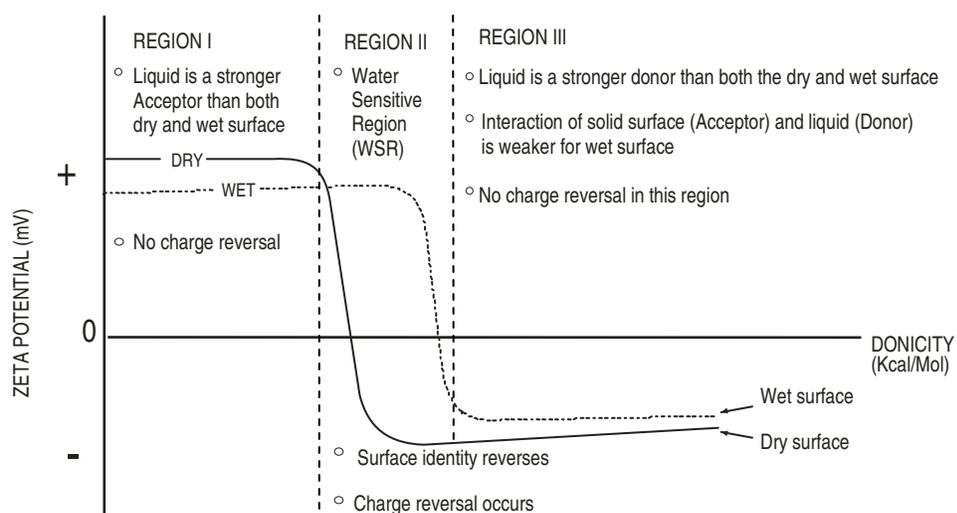 REGION I
Liquid is a stronger
Acceptor than both
dry and wet surface
DRY
WET
No charge reversal
REGION II
Water
Sensitive
Region
(WSR)
Surface identity reverses
Charge reversal occurs
REGION III
Liquid is a stronger donor than both the dry and wet surface
Interaction of solid surface (Acceptor) and liquid (Donor)
is weaker for wet surface
No charge reversal in this region
+
0
-
ZETA POTENTIAL (mV)
DONICITY
(Kcal/Mol)
Wet surface
Dry surface